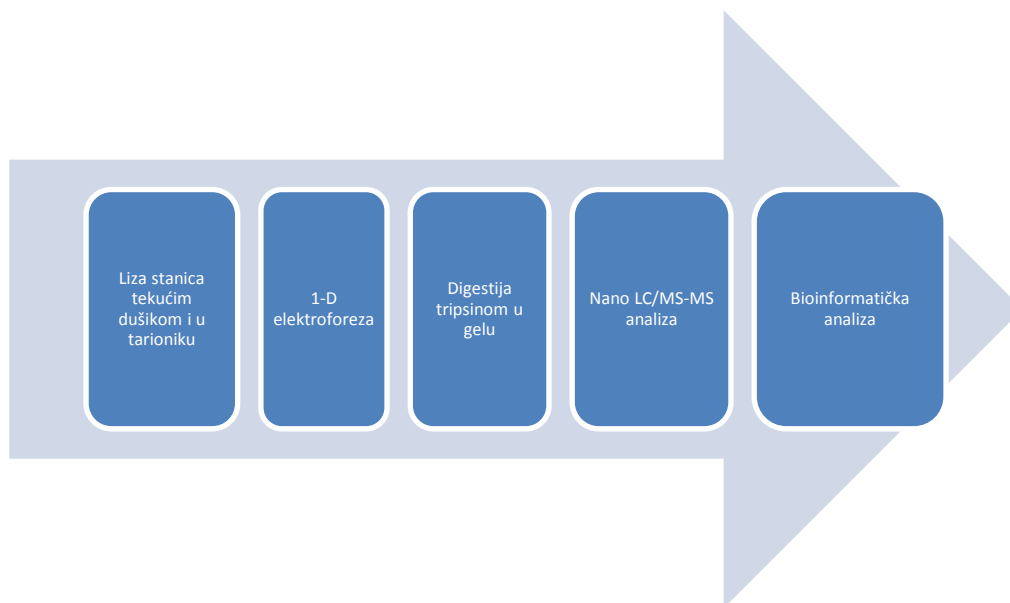 Liza stanica
tekućim
dušikom i u
tarioniku
1-D
elektroforeza
Digestija
tripsinom u
gelu
Nano LC/MS-MS
analiza
Bioinformatička
analiza